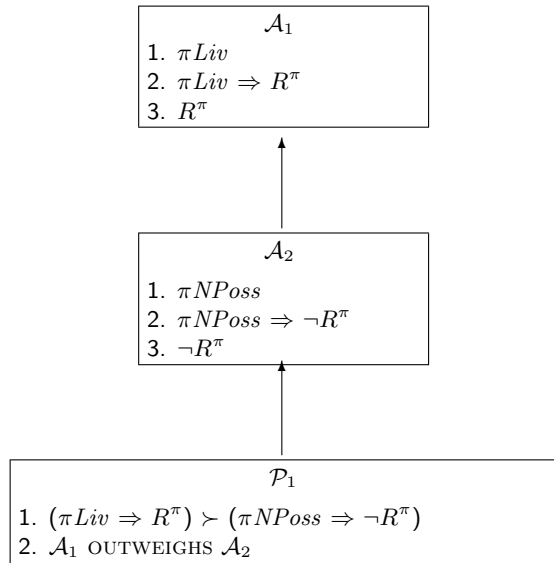 𝒜₁
1. πLiv
2. πLiv ⇒ R^π
3. R^π
𝒜₂
1. πNPoss
2. πNPoss ⇒ ¬R^π
3. ¬R^π
𝒫₁
1. (πLiv ⇒ R^π) ≻ (πNPoss ⇒ ¬R^π)
2. 𝒜₁ OUTWEIGHS 𝒜₂